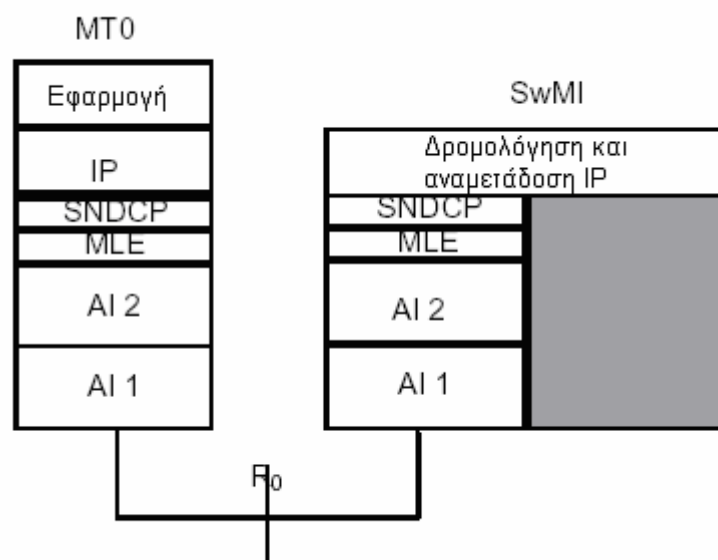 MT0
Εφαρμογή
IP
SNDCP
MLE
AI 2
AI 1
SwMI
Δρομολόγηση και
αναμετάδοση IP
SNDCP
MLE
AI 2
AI 1
R₀